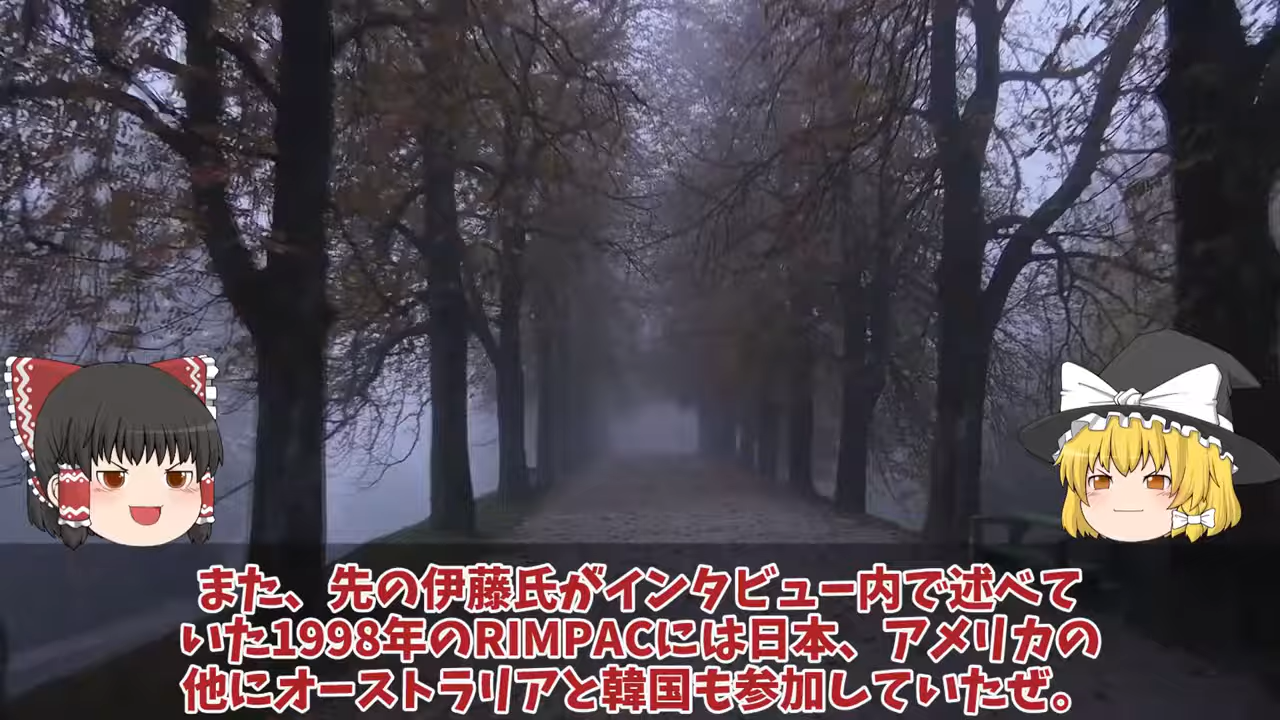 また、先の伊藤氏がインタビュー内で述べて
いた1998年のRIMPACには日本、アメリカの
他にオーストラリアと韓国も参加していたぜ。